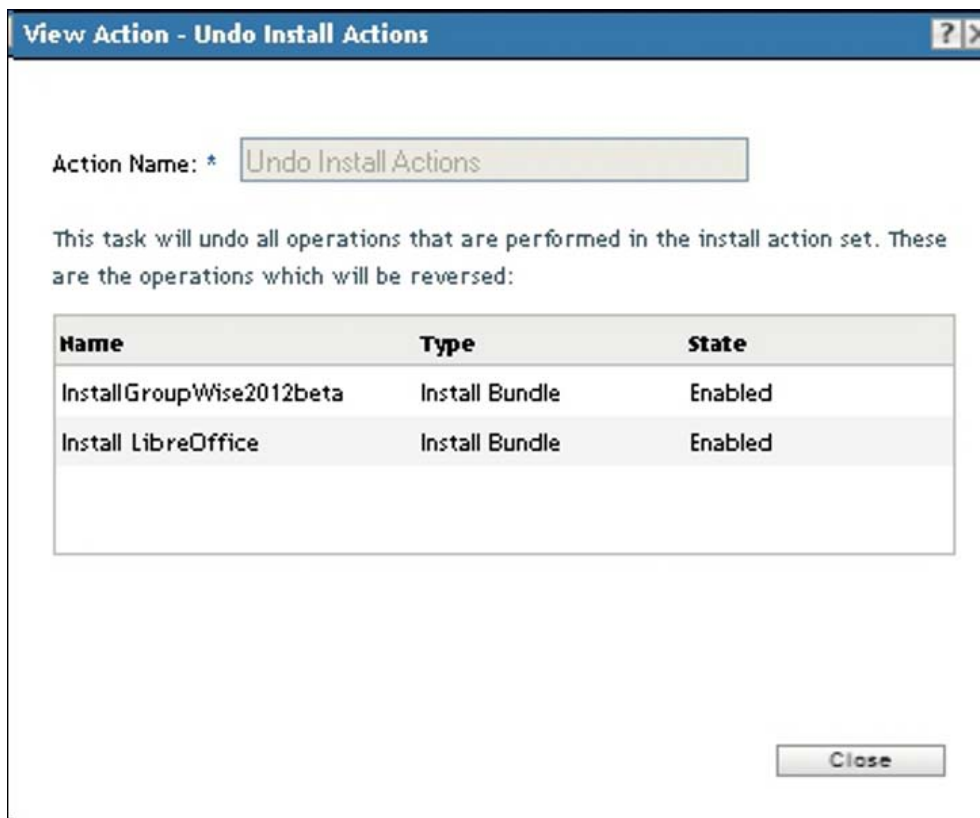 View Action - Undo Install Actions ?
Action Name: * Undo Install Actions
This task will undo all operations that are performed in the install action set. These
are the operations which will be reversed:
Name Type State
InstallGroupWise2012beta Install Bundle Enabled
Install LibreOffice Install Bundle Enabled
Close